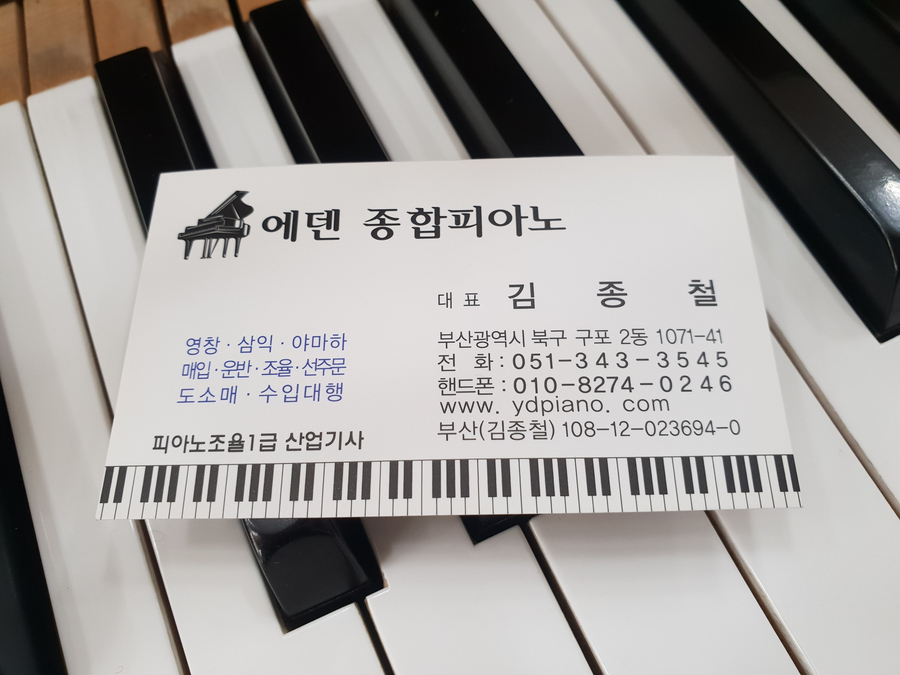 에덴 종합피아노
대표 김종철
영창·삼익·야마하
매입·운반·조율·선주문
도소매·수입대행
피아노조율1급 산업기사
부산광역시 북구 구포 2동 1071-41
전 화 : 051-343-3545
핸드폰 : 010-8274-0246
www. ydpiano. com
부산(김종철) 108-12-023694-0